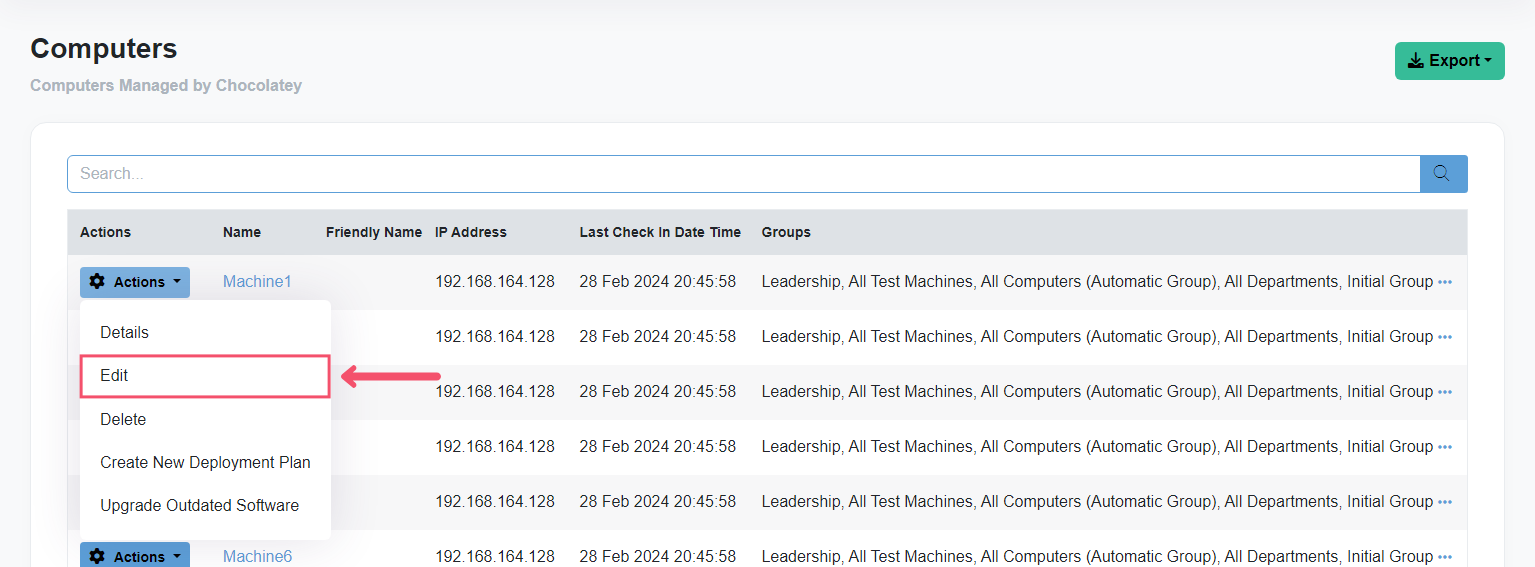 Computers
Export
Computers Managed by Chocolatey
Search...
Actions Name Friendly Name IP Address Last Check In Date Time Groups
Actions Machine1 192.168.164.128 28 Feb 2024 20:45:58 Leadership, All Test Machines, All Computers (Automatic Group), All Departments, Initial Group •••
Details
192.168.164.128 28 Feb 2024 20:45:58 Leadership, All Test Machines, All Computers (Automatic Group), All Departments, Initial Group •••
Edit
192.168.164.128 28 Feb 2024 20:45:58 Leadership, All Test Machines, All Computers (Automatic Group), All Departments, Initial Group •••
Delete
192.168.164.128 28 Feb 2024 20:45:58 Leadership, All Test Machines, All Computers (Automatic Group), All Departments, Initial Group •••
Create New Deployment Plan
192.168.164.128 28 Feb 2024 20:45:58 Leadership, All Test Machines, All Computers (Automatic Group), All Departments, Initial Group •••
Upgrade Outdated Software
Actions Machine6 192.168.164.128 28 Feb 2024 20:45:58 Leadership, All Test Machines, All Computers (Automatic Group), All Departments, Initial Group •••